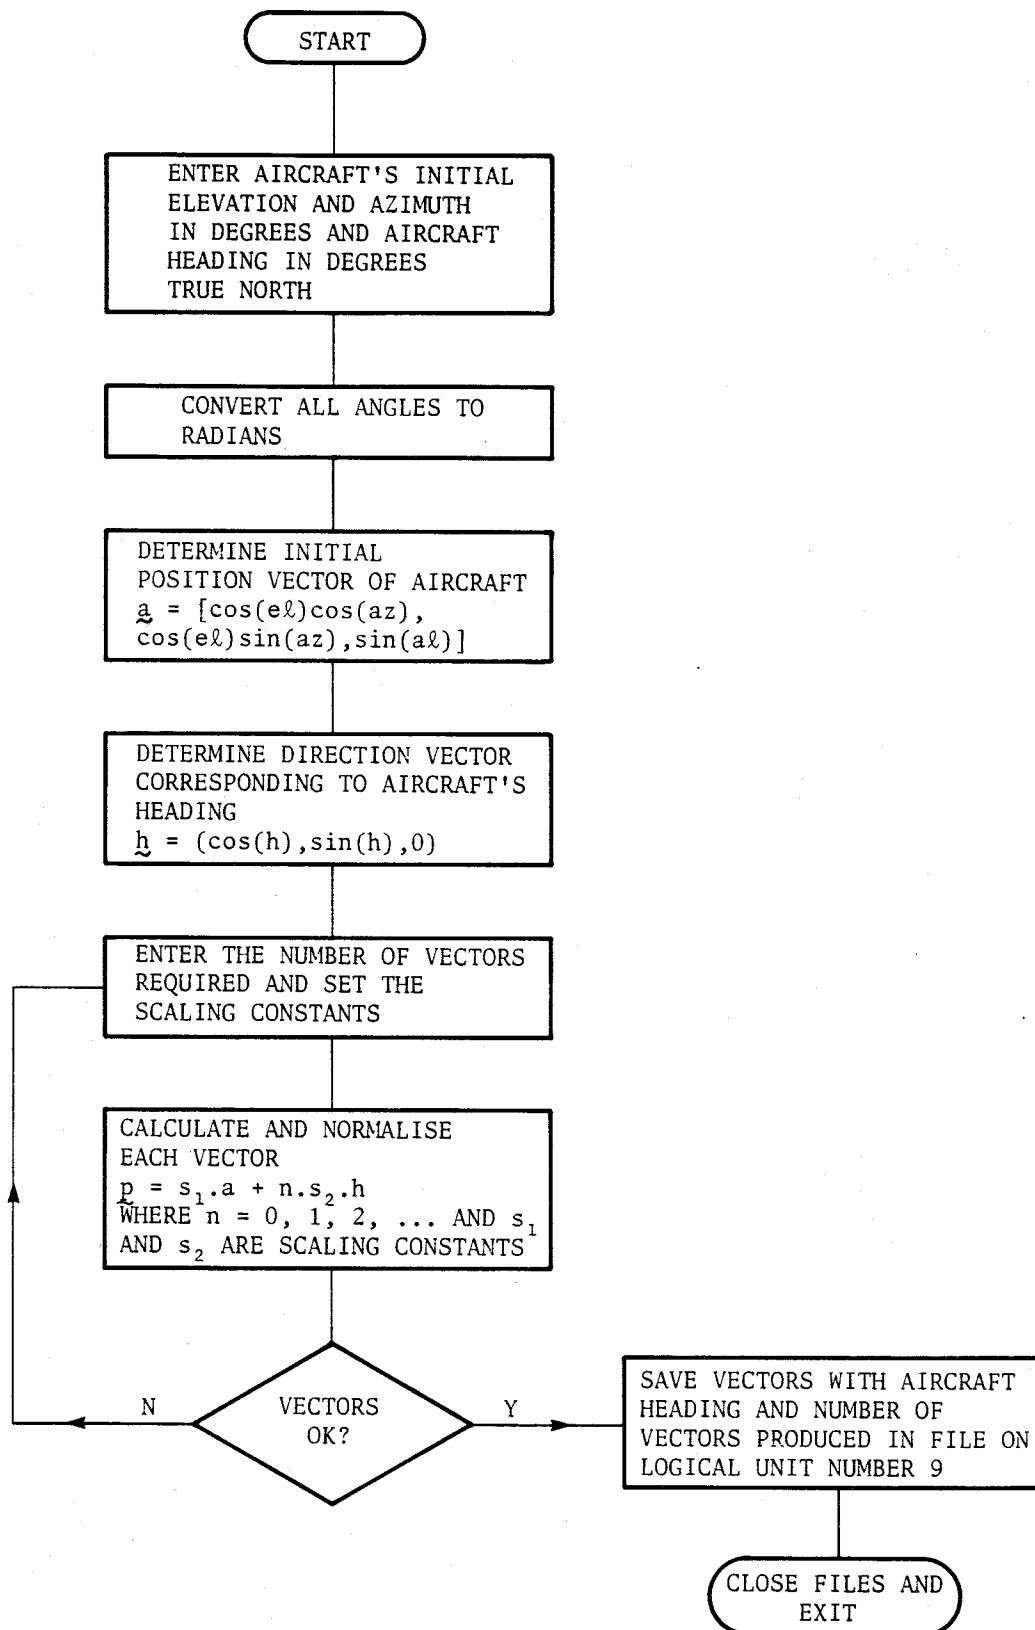 START
ENTER AIRCRAFT'S INITIAL
ELEVATION AND AZIMUTH
IN DEGREES AND AIRCRAFT
HEADING IN DEGREES
TRUE NORTH
CONVERT ALL ANGLES TO
RADIANS
DETERMINE INITIAL
POSITION VECTOR OF AIRCRAFT
a̰ = [cos(eℓ)cos(az),
cos(eℓ)sin(az),sin(aℓ)]
DETERMINE DIRECTION VECTOR
CORRESPONDING TO AIRCRAFT'S
HEADING
h̰ = (cos(h),sin(h),0)
ENTER THE NUMBER OF VECTORS
REQUIRED AND SET THE
SCALING CONSTANTS
CALCULATE AND NORMALISE
EACH VECTOR
p̰ = s₁.a + n.s₂.h
WHERE n = 0, 1, 2, ... AND s₁
AND s₂ ARE SCALING CONSTANTS
VECTORS
OK?
N
Y
SAVE VECTORS WITH AIRCRAFT
HEADING AND NUMBER OF
VECTORS PRODUCED IN FILE ON
LOGICAL UNIT NUMBER 9
CLOSE FILES AND
EXIT